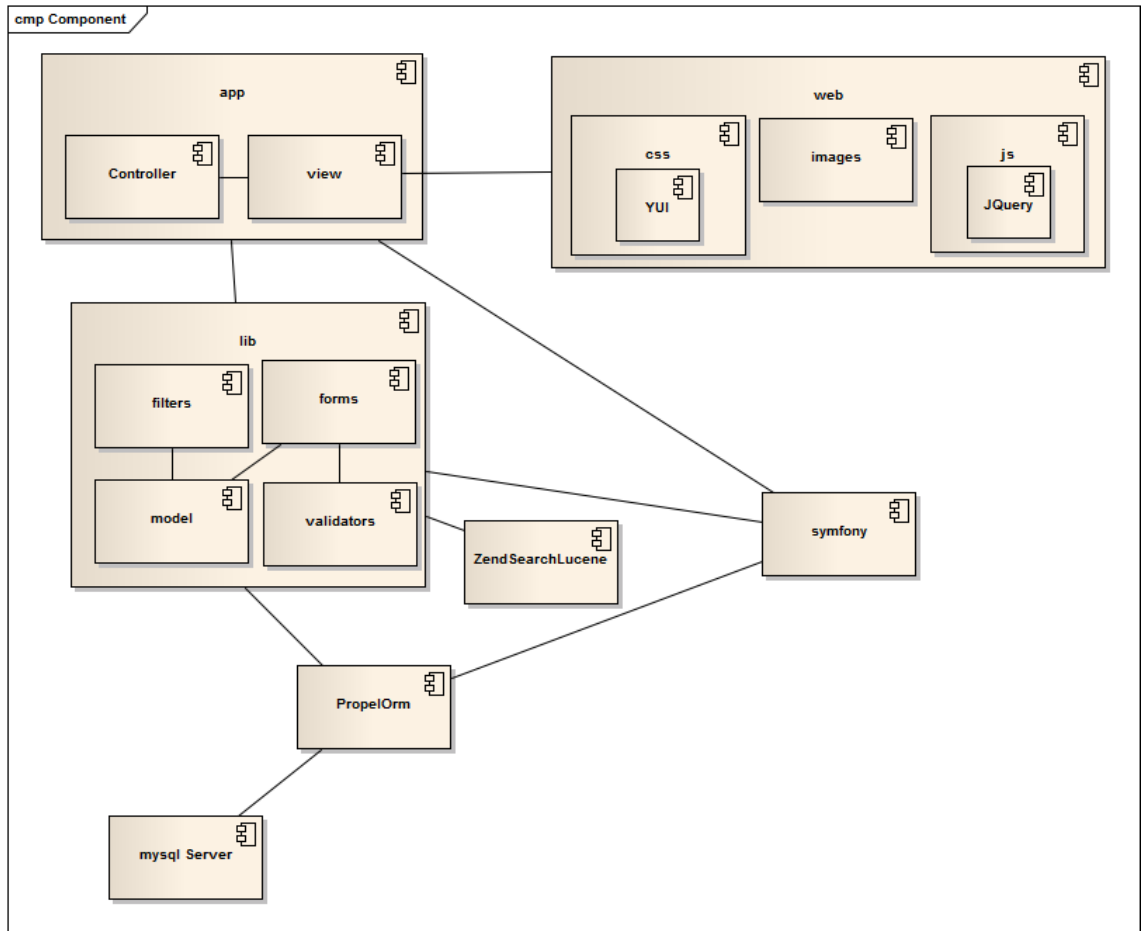 cmp Component
app
Controller
view
web
css
YUI
images
js
JQuery
lib
filters
forms
model
validators
ZendSearchLucene
symfony
PropelOrm
mysql Server